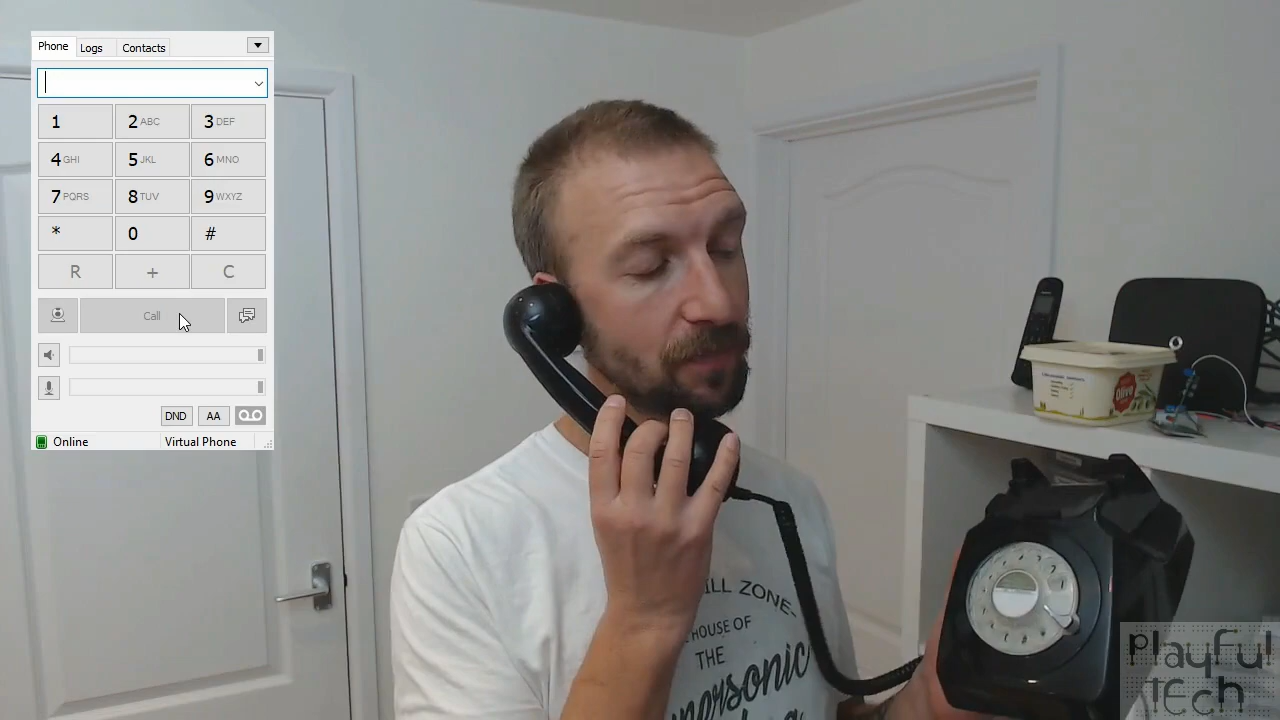 Phone Logs Contacts
1 2 ABC 3 DEF
4 GHI 5 JKL 6 MNO
7 PQRS 8 TUV 9 WXYZ
* 0 #
R + C
Call
DND AA
Online Virtual Phone
ILL ZONE-
HOUSE OF
THE
Olive
Playful
tech